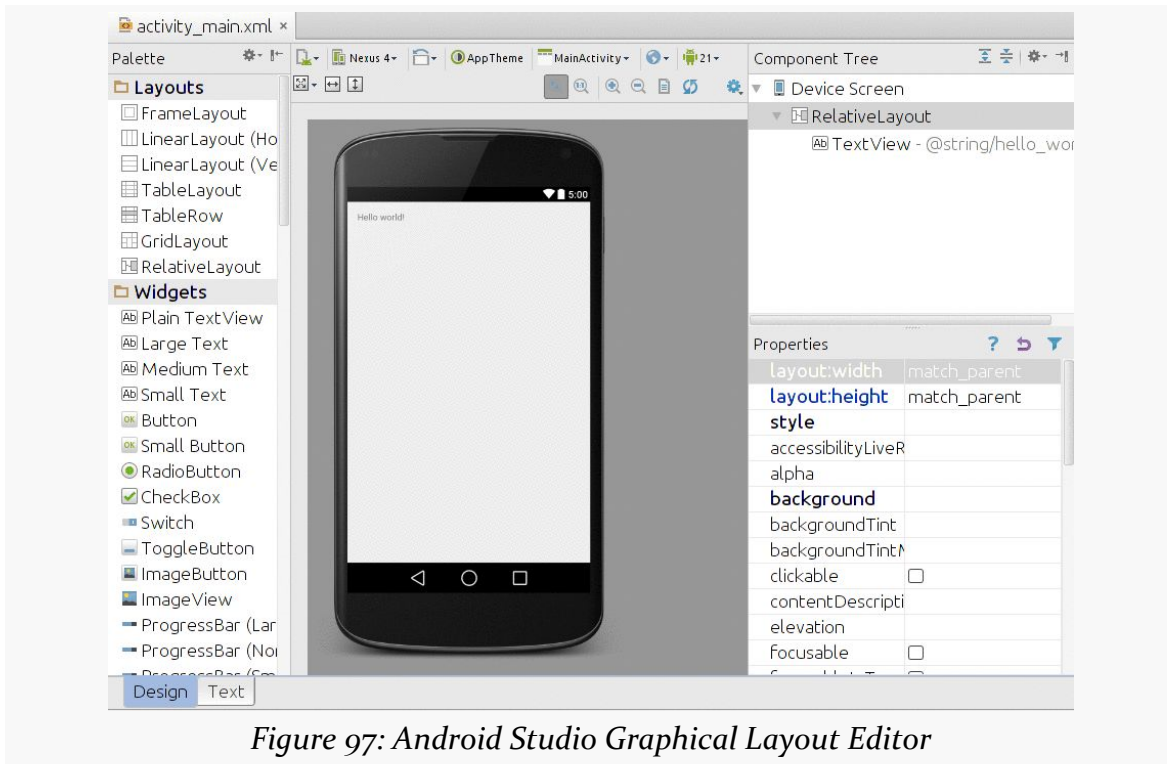 activity_main.xml ×
Palette
Nexus 4
AppTheme
MainActivity
21
Component Tree
Layouts
FrameLayout
LinearLayout (Ho
LinearLayout (Ve
TableLayout
TableRow
GridLayout
RelativeLayout
Widgets
Plain TextView
Large Text
Medium Text
Small Text
Button
Small Button
RadioButton
CheckBox
Switch
ToggleButton
ImageButton
ImageView
ProgressBar (Lar
ProgressBar (Nor
5:00
Hello world!
Device Screen
RelativeLayout
Ab TextView - @string/hello_wor
Properties
layout:width match_parent
layout:height match_parent
style
accessibilityLiveR
alpha
background
backgroundTint
backgroundTintM
clickable
contentDescripti
elevation
focusable
Design Text
Figure 97: Android Studio Graphical Layout Editor